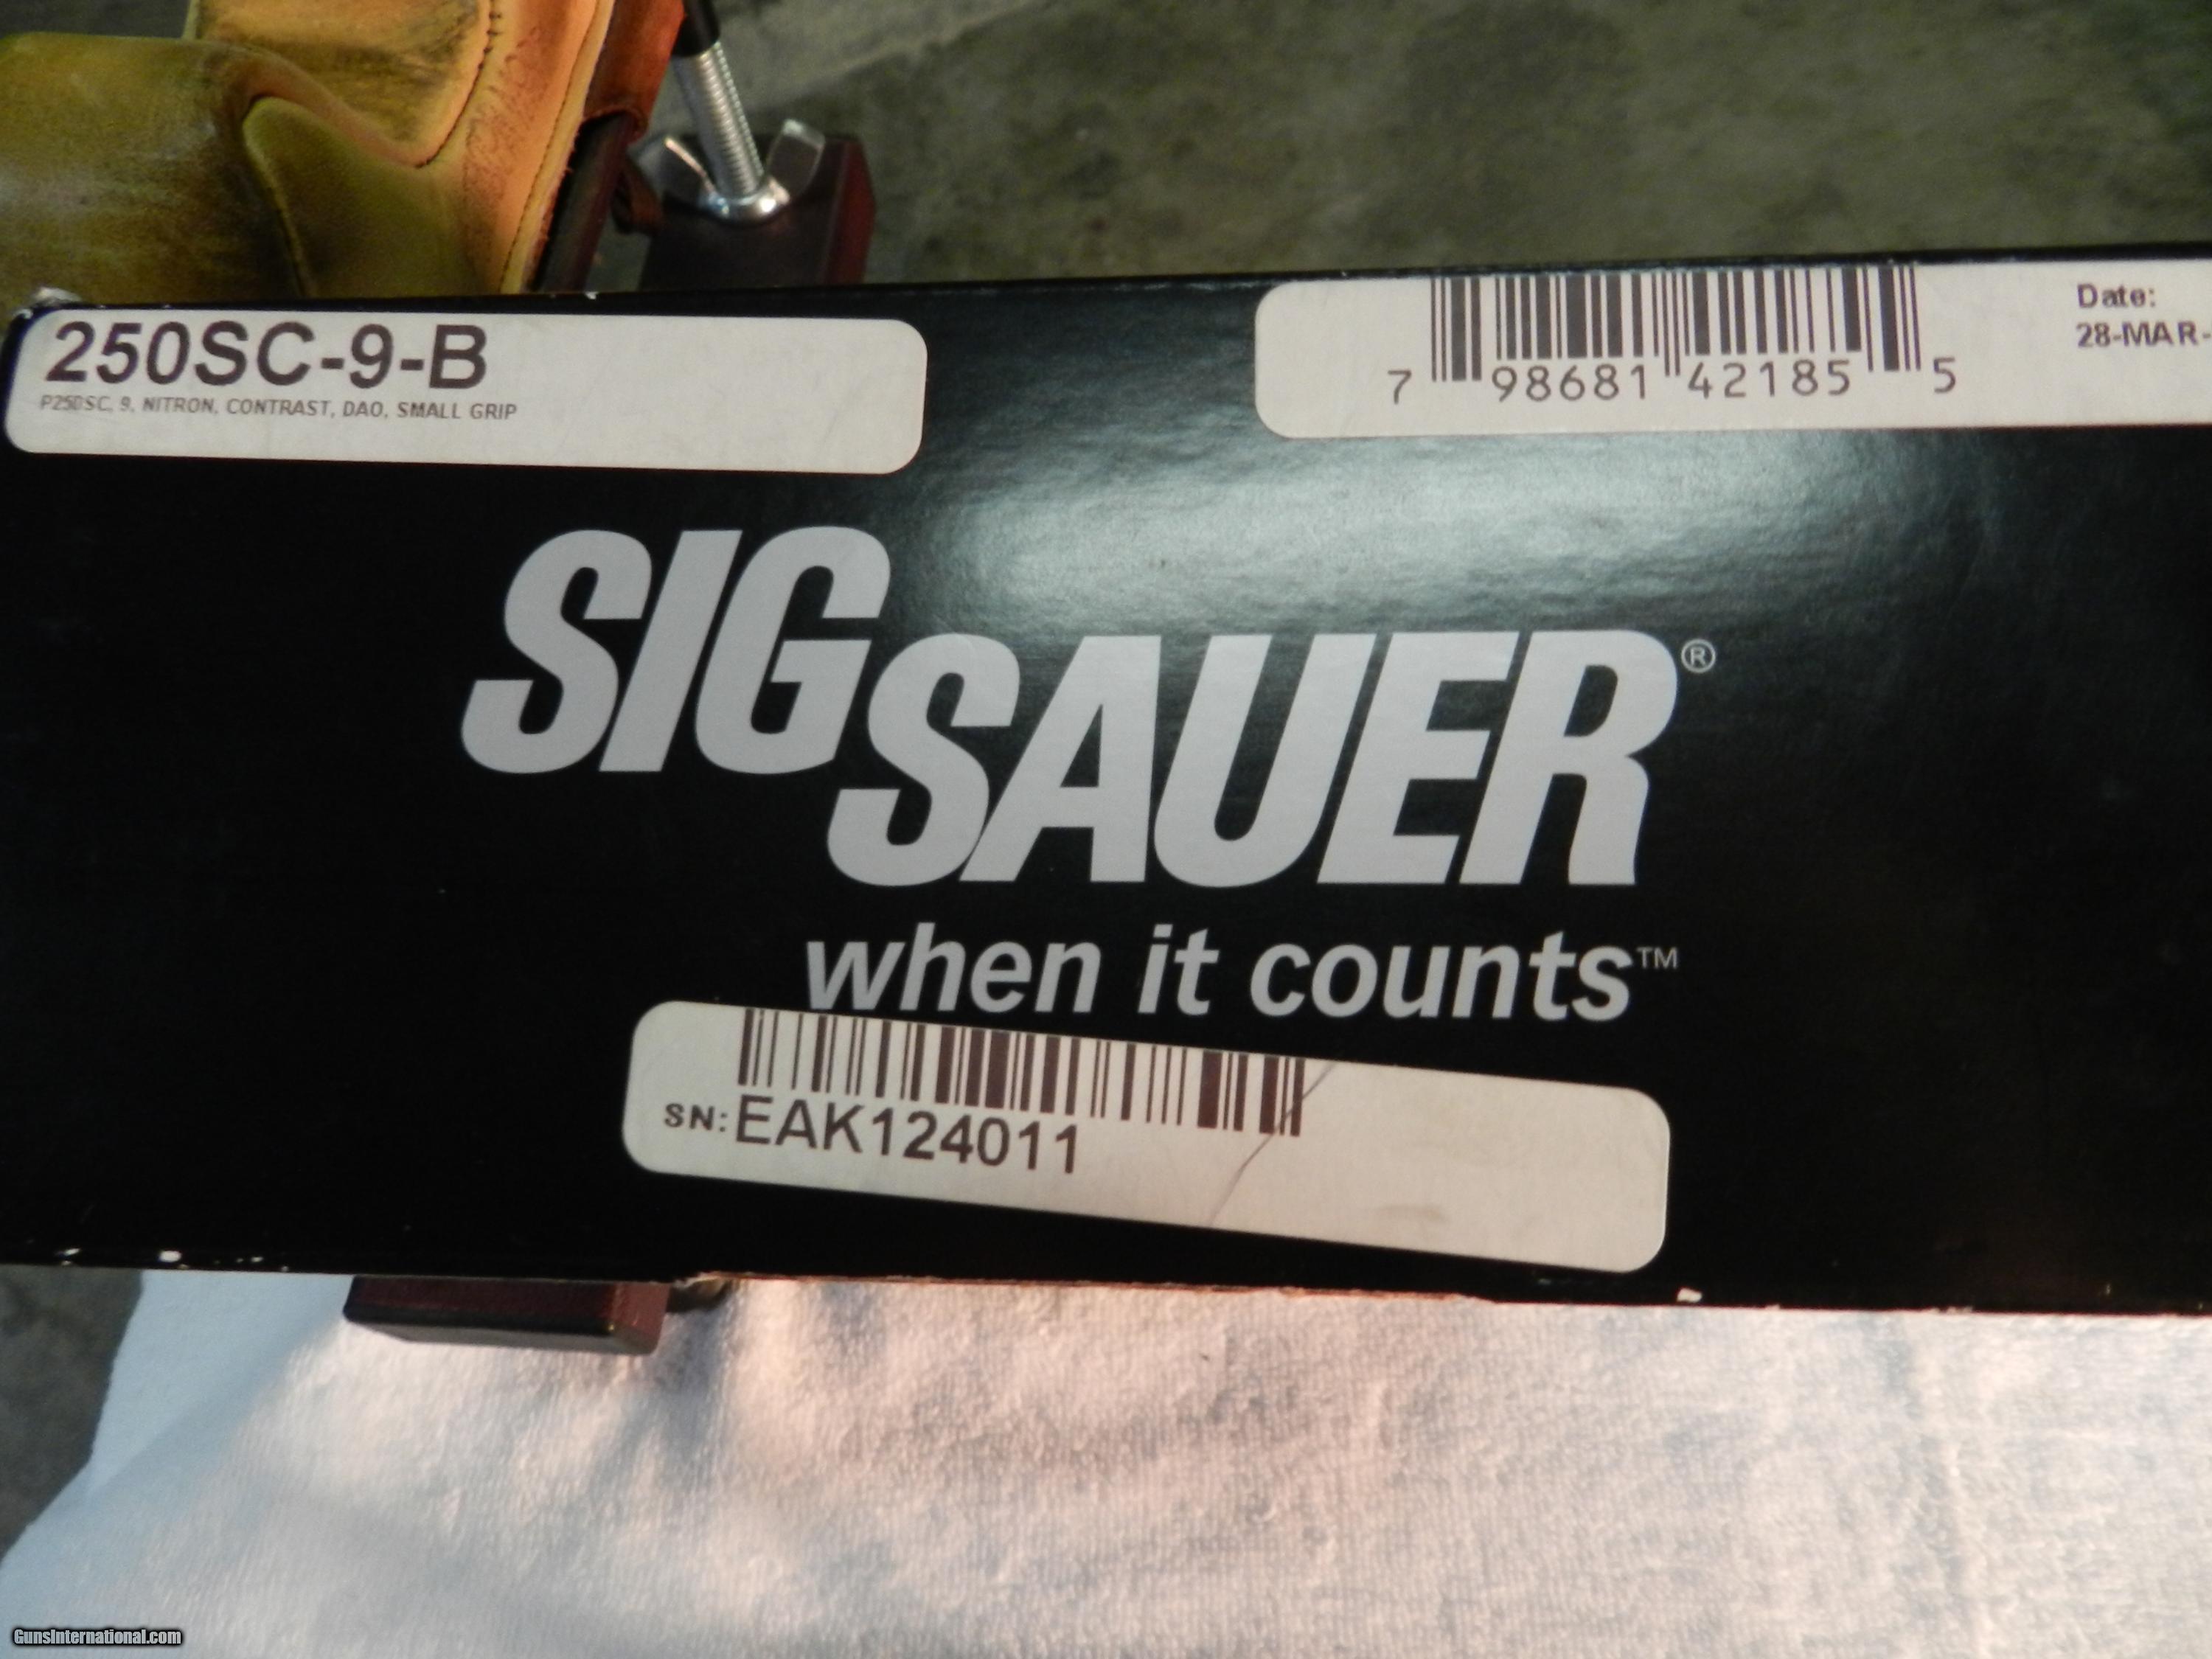 250SC-9-B
P250SC, 9, NITRON, CONTRAST, DAO, SMALL GRIP
7 98681 42185 5
Date:
28-MAR-
SIG SAUER®
when it counts™
SN: EAK124011
GunsInternational.com